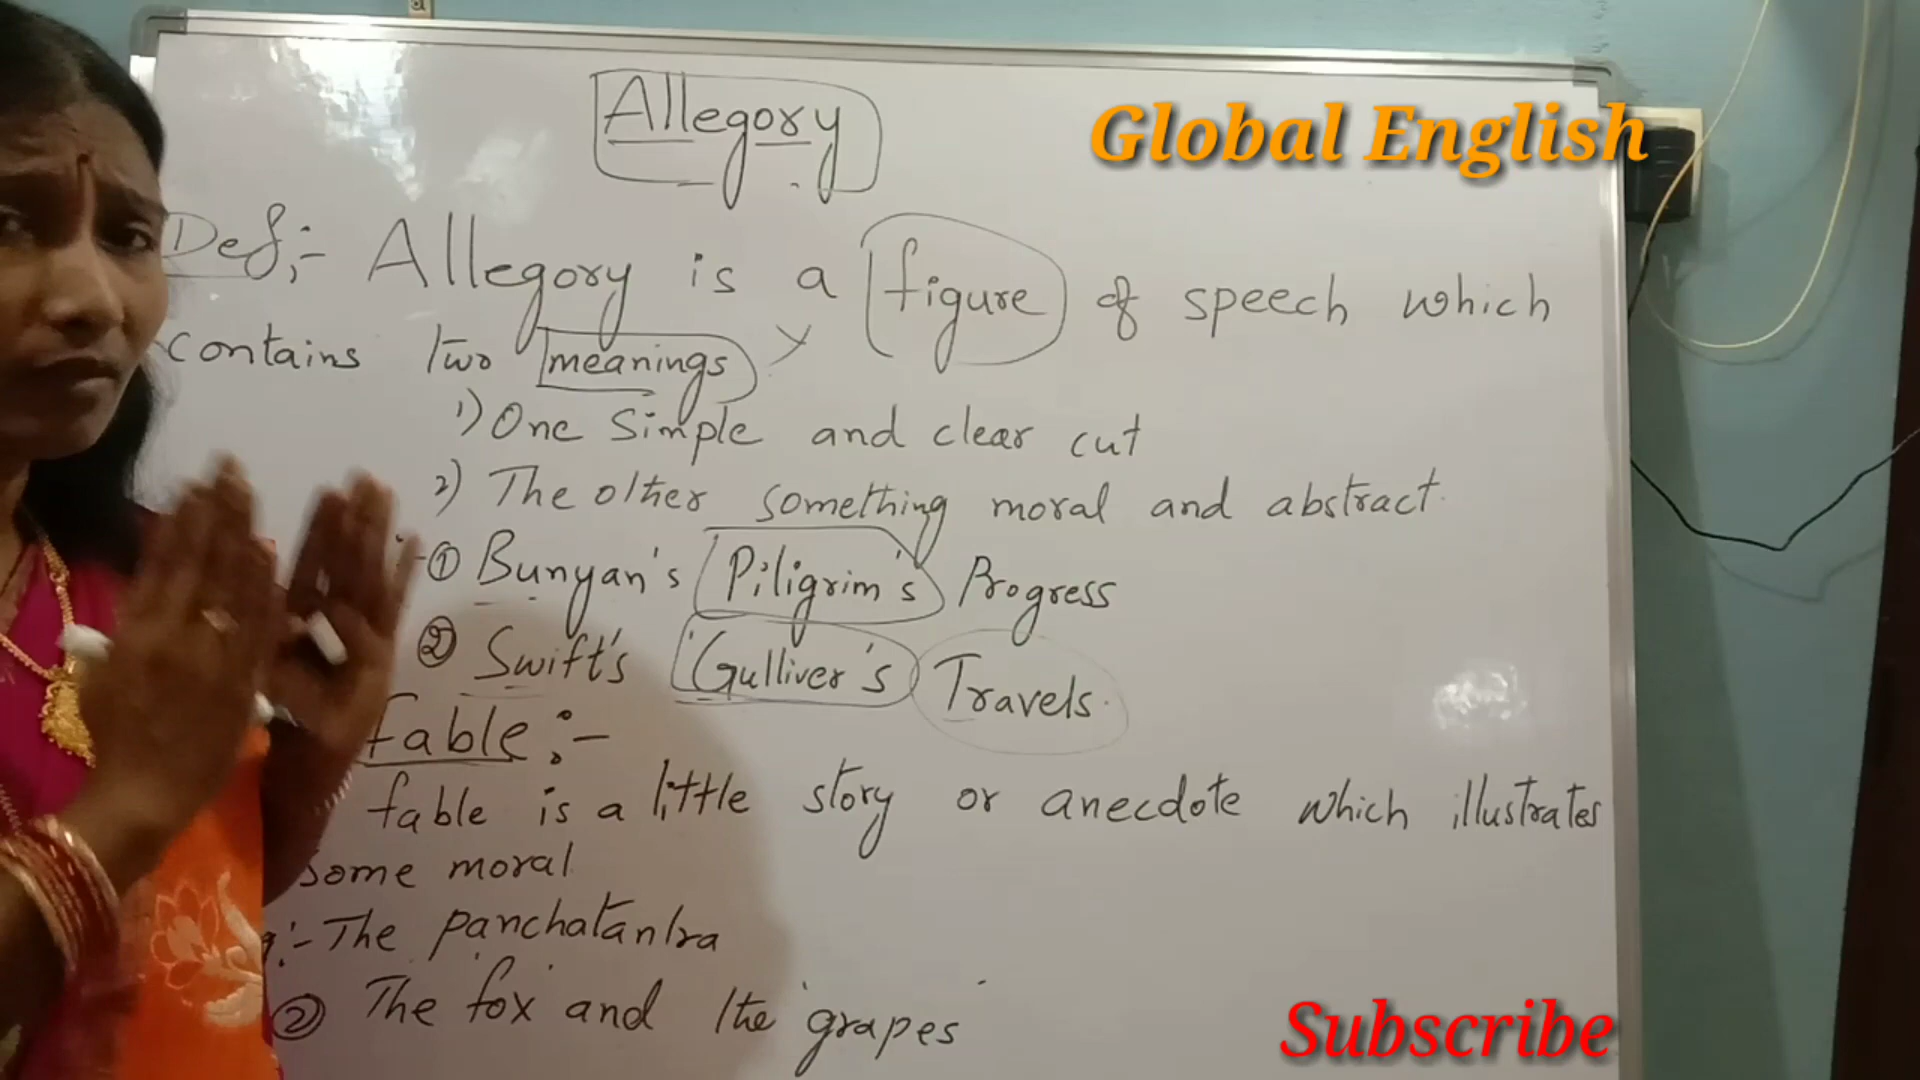 Allegory
Global English
Def:- Allegory is a figure of speech which
contains two meanings
1) One Simple and clear cut
2) The other something moral and abstract.
① Bunyan's Piligrim's Progress
② Swift's Gulliver's Travels.
fable:-
fable is a little story or anecdote which illustrates
some moral.
g:- The panchatantra
② The fox and the grapes
Subscribe